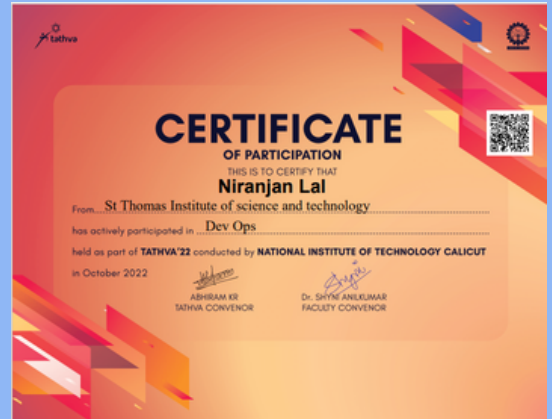 tathva
CERTIFICATE
OF PARTICIPATION
THIS IS TO CERTIFY THAT
Niranjan Lal
From St Thomas Institute of science and technology
has actively participated in Dev Ops
held as part of TATHVA'22 conducted by NATIONAL INSTITUTE OF TECHNOLOGY CALICUT
in October 2022
Shyni
ABHIRAM KR
Dr. SHYNI ANILKUMAR
TATHVA CONVENOR
FACULTY CONVENOR